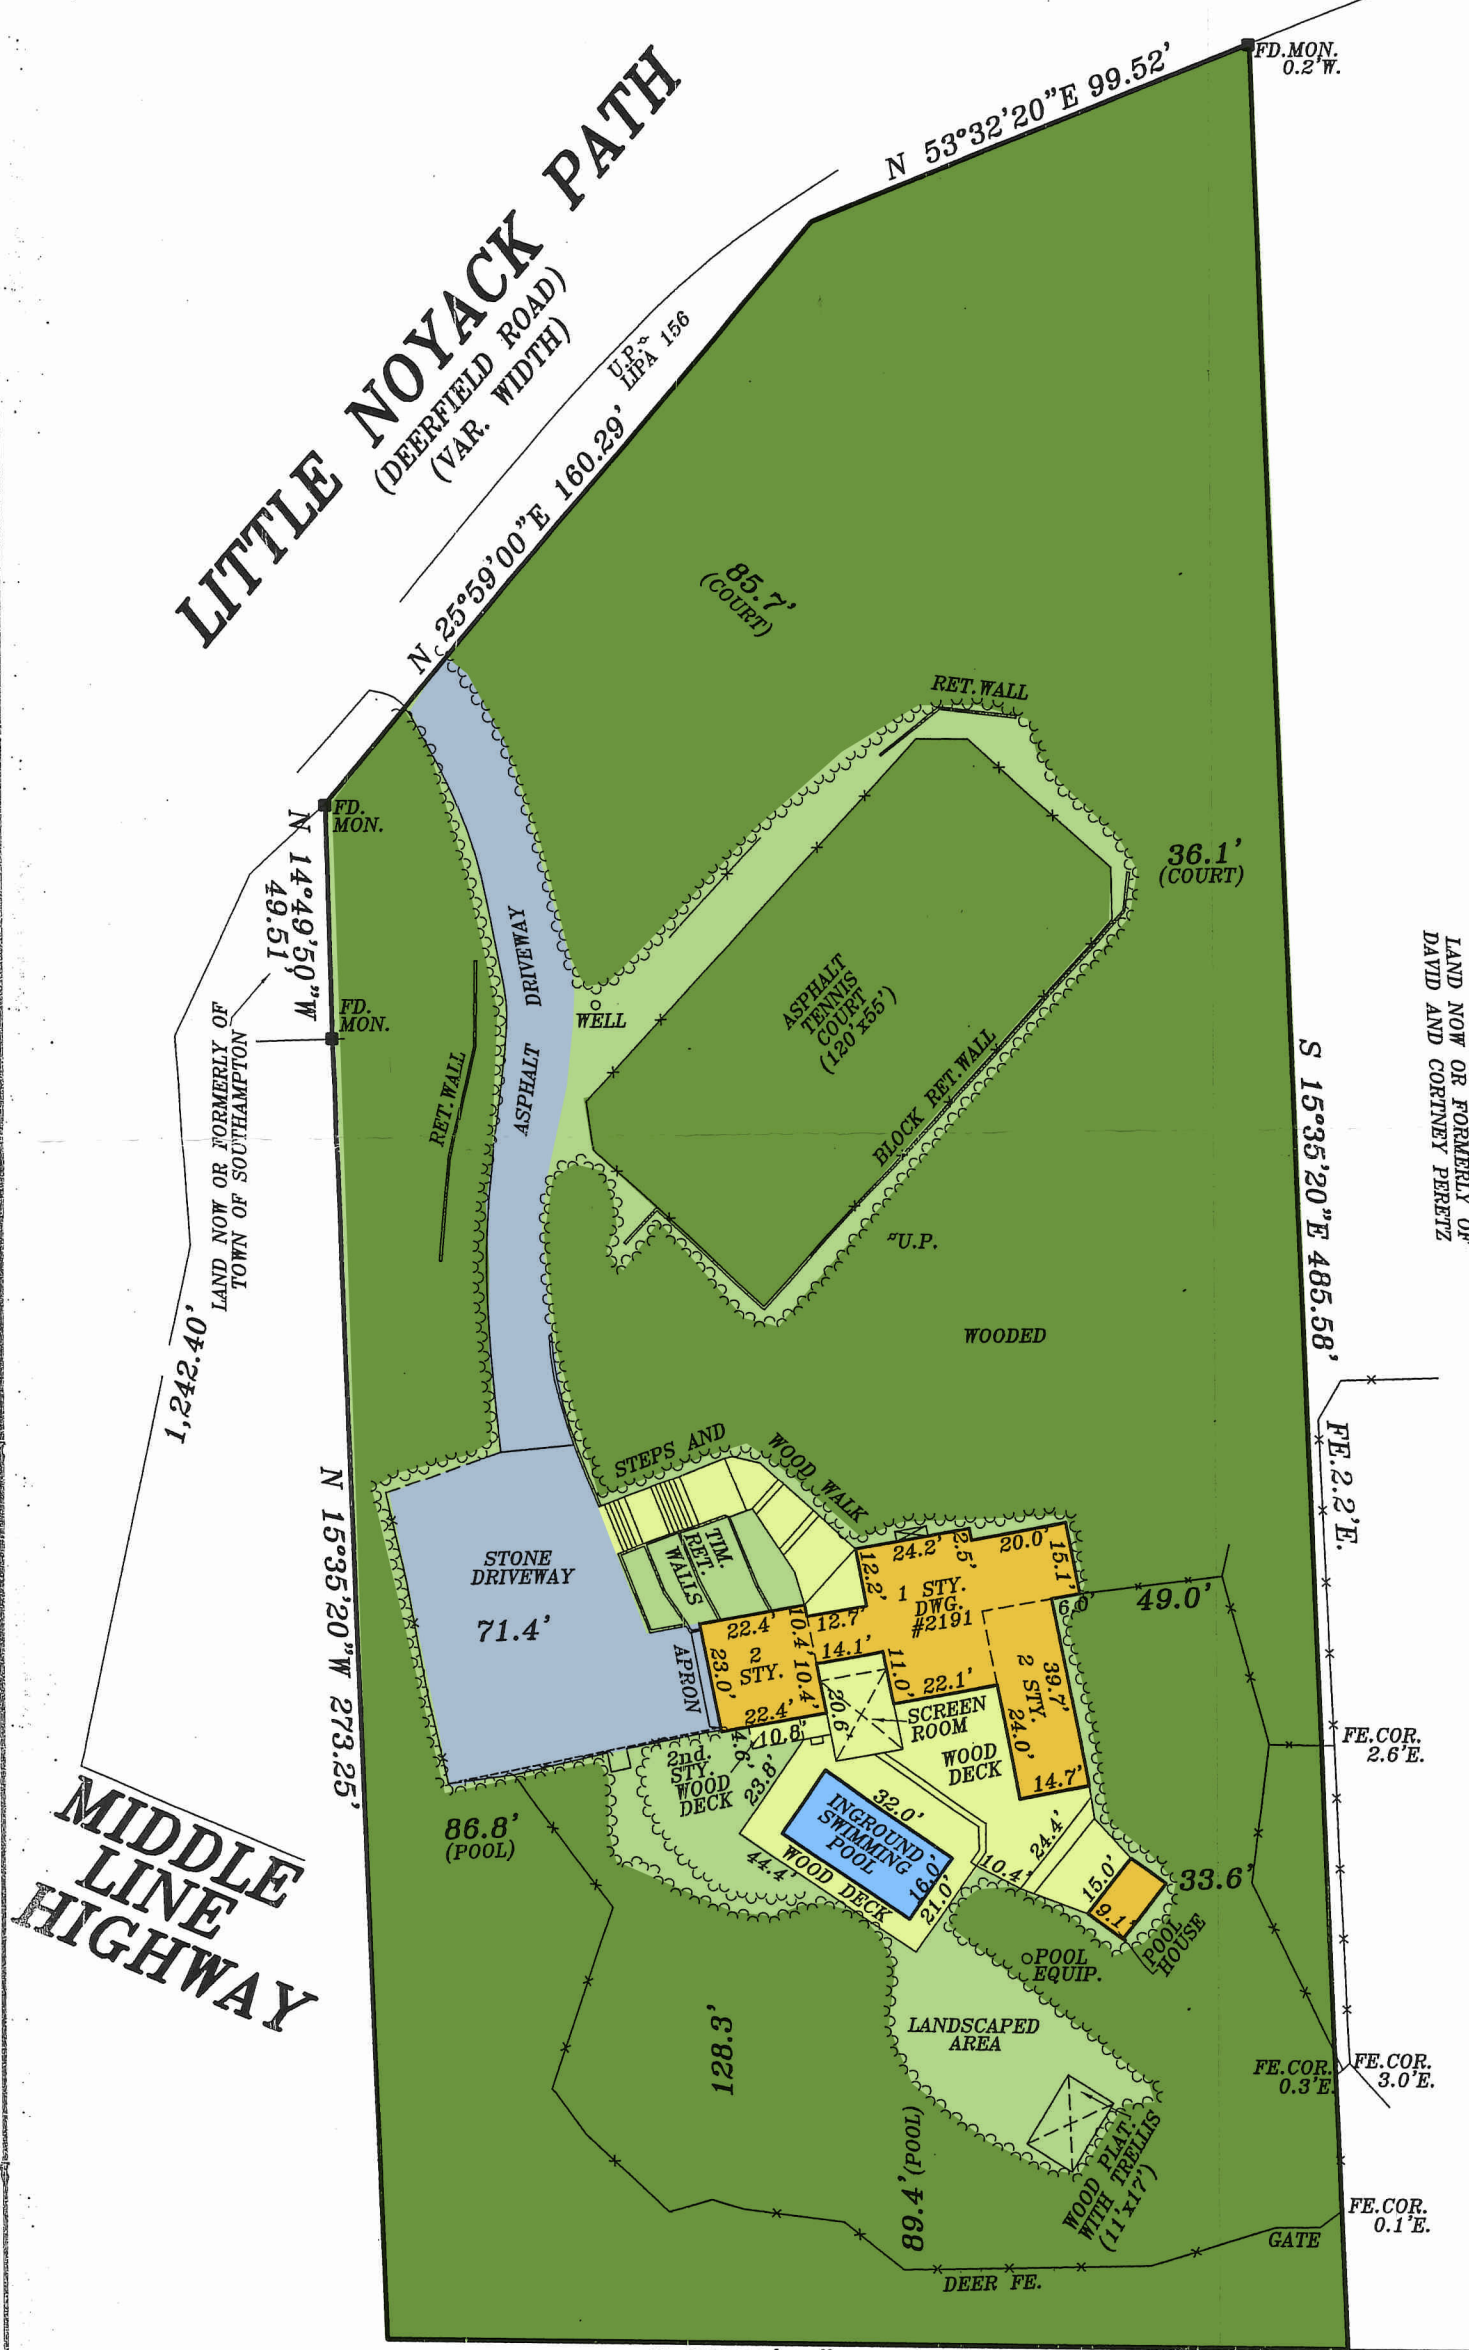 FD.MON.
0.2'W.
N 53°32'20"E 99.52'
LITTLE NOYACK PATH
(DEERFIELD ROAD)
(VAR. WIDTH)
U.P.
LIPA 156
N 25°59'00"E 160.29'
85.7'
(COURT)
RET.WALL
FD.
MON.
N 14°49'50"W
49.51'
FD.
MON.
36.1'
(COURT)
LAND NOW OR FORMERLY OF
DAVID AND CORTNEY PERETZ
ASPHALT DRIVEWAY
WELL
ASPHALT
TENNIS
COURT
(120'x55')
BLOCK RET.WALL
RET.WALL
LAND NOW OR FORMERLY OF
TOWN OF SOUTHAMPTON
S 15°35'20"E 485.58'
U.P.
WOODED
1,242.40'
FE.2.2'E.
STEPS AND
WOOD WALK
N 15°35'20"W 273.25'
STONE
DRIVEWAY
71.4'
TIM.
RET.
WALLS
APRON
24.2'
2.5'
20.0'
15.1'
12.2'
1 STY.
DWG.
#2191
6.0'
49.0'
22.4'
10.4'
12.7'
14.1'
2
STY.
23.0'
10.4'
11.0'
22.1'
2 STY.
39.7'
24.0'
22.4'
20.6'
SCREEN
ROOM
10.8'
4.6'
WOOD
DECK
14.7'
2nd.
STY.
WOOD
DECK
23.8'
FE.COR.
2.6'E.
32.0'
INGROUND
SWIMMING
POOL
16.0'
24.4'
10.4'
44.4'
WOOD DECK
21.0'
15.0'
9.1'
33.6'
86.8'
(POOL)
MIDDLE
LINE
HIGHWAY
POOL
HOUSE
POOL
EQUIP.
LANDSCAPED
AREA
128.3'
FE.COR.
0.3'E.
FE.COR.
3.0'E.
WOOD PLAT.
WITH TRELLIS
(11'x17')
89.4' (POOL)
FE.COR.
0.1'E.
GATE
DEER FE.